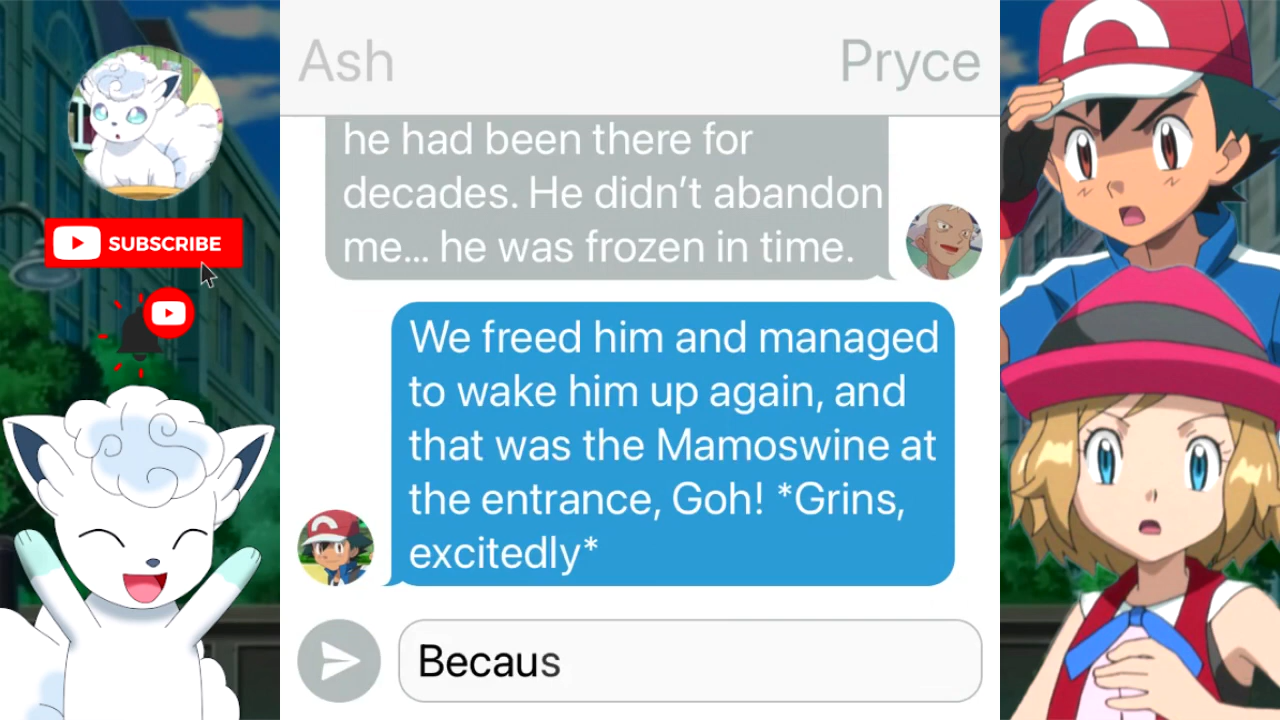 Ash
Pryce
he had been there for
decades. He didn’t abandon
me... he was frozen in time.
SUBSCRIBE
We freed him and managed
to wake him up again, and
that was the Mamoswine at
the entrance, Goh! *Grins,
excitedly*
Becaus